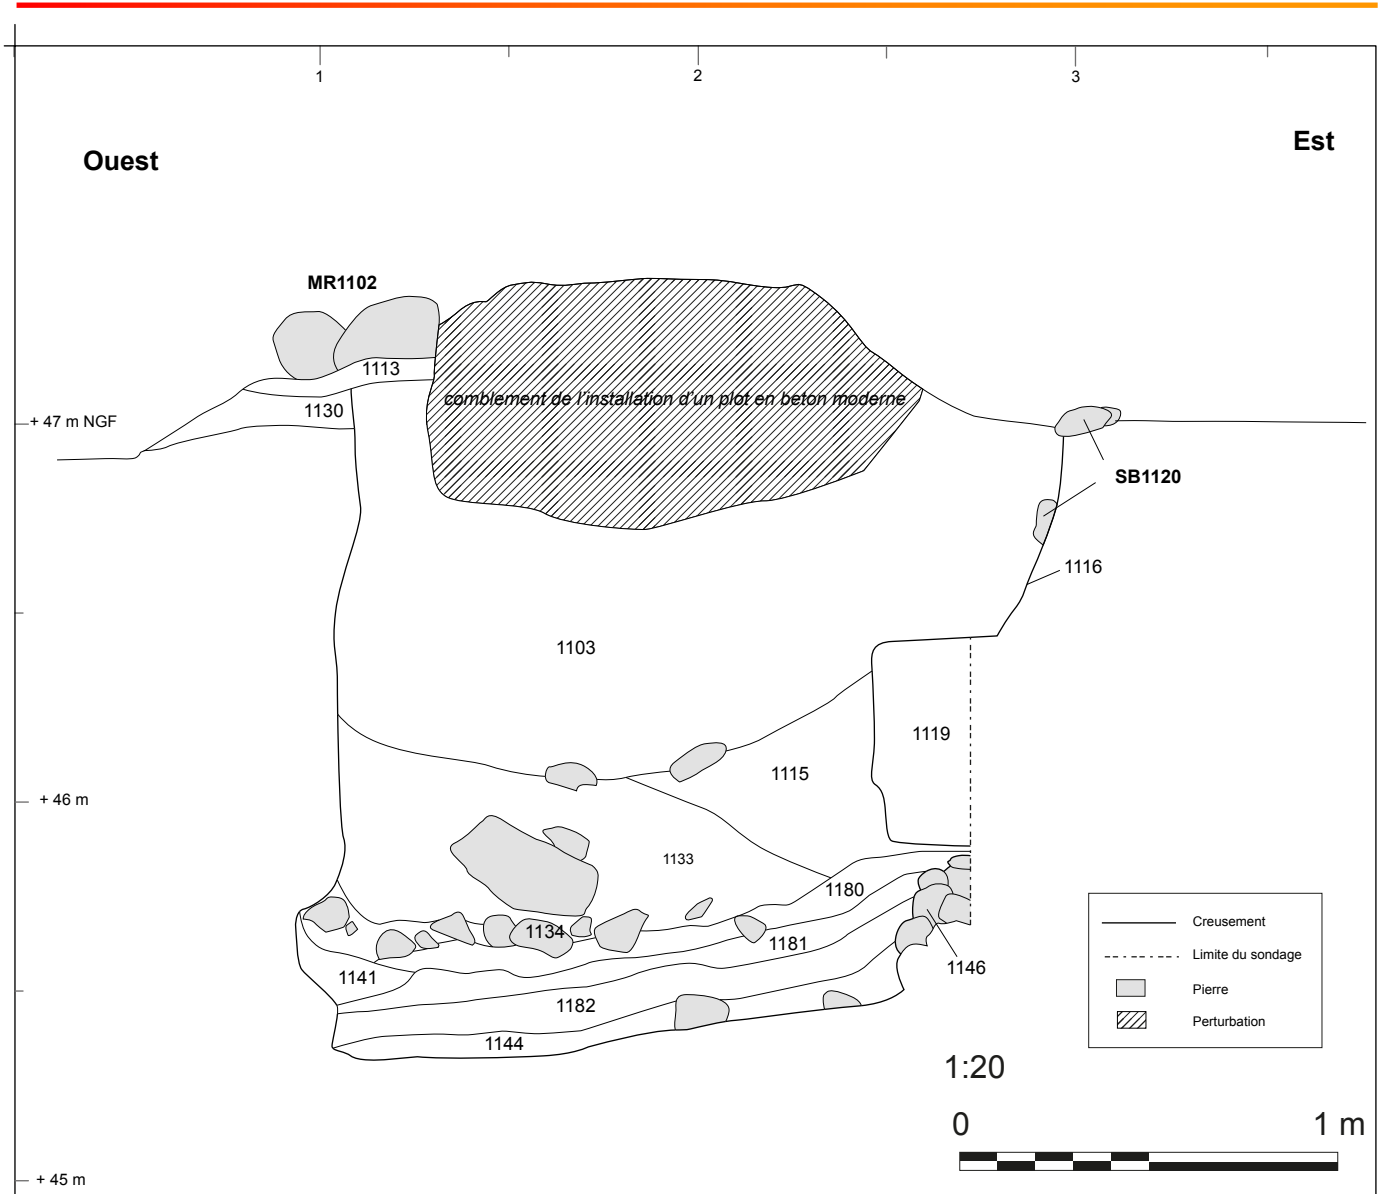 1
2
3
Ouest
Est
MR1102
1113
comblement de l'installation d'un plot en beton moderne
1130
+ 47 m NGF
SB1120
1116
1103
1119
1115
+ 46 m
1133
1180
1134
1181
1141
1146
1182
1144
Creusement
Limite du sondage
Pierre
Perturbation
1:20
0
1 m
+ 45 m